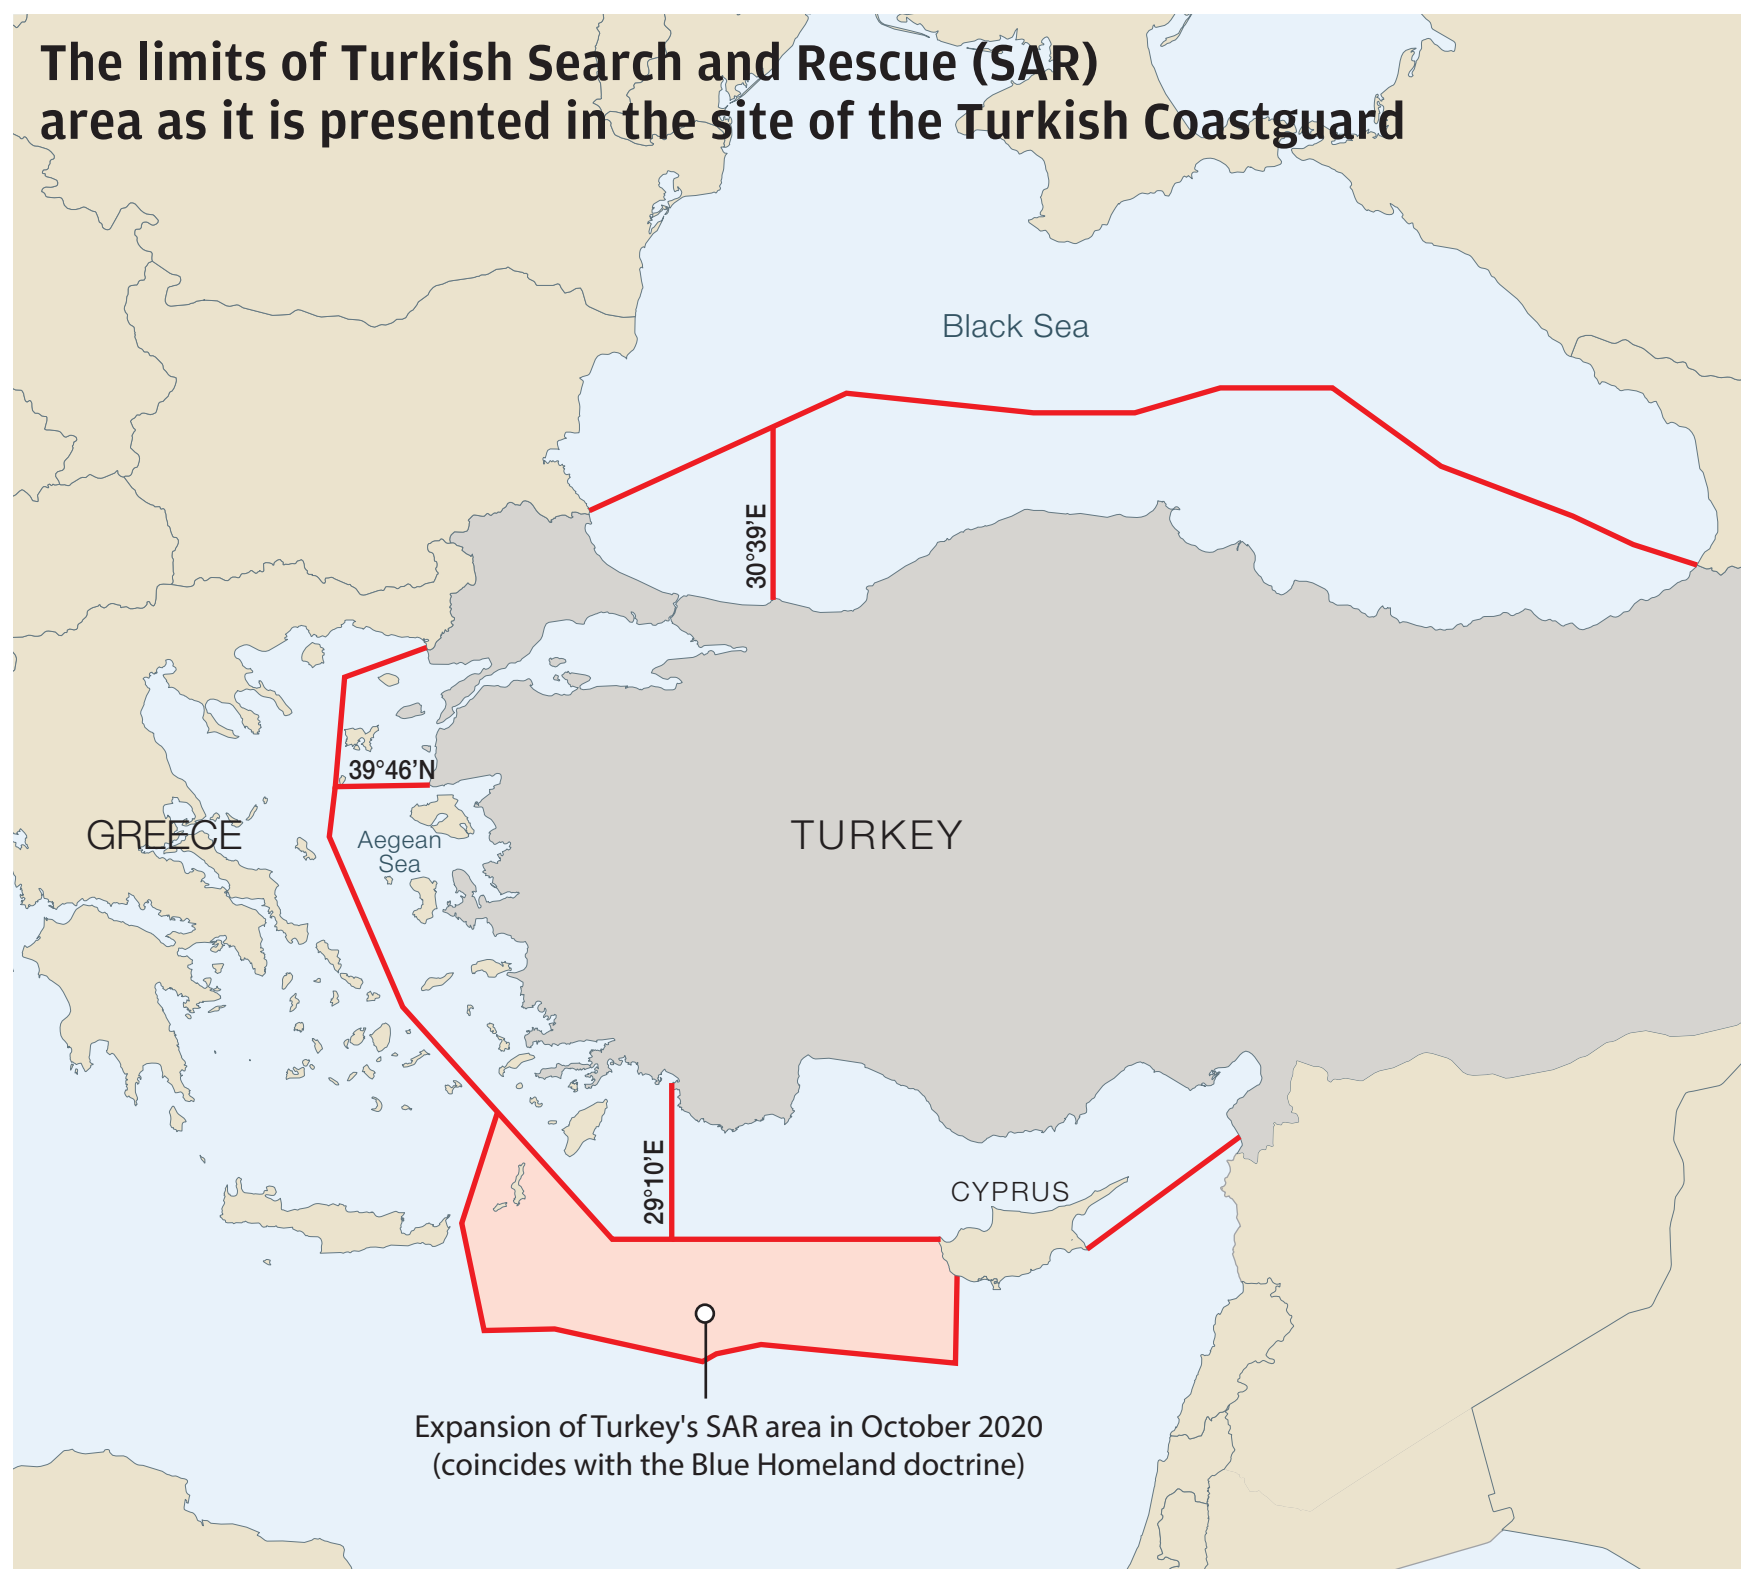 The limits of Turkish Search and Rescue (SAR)
area as it is presented in the site of the Turkish Coastguard
Black Sea
30°39’E
39°46’N
GREECE
Aegean
Sea
TURKEY
29°10’E
CYPRUS
Expansion of Turkey's SAR area in October 2020
(coincides with the Blue Homeland doctrine)